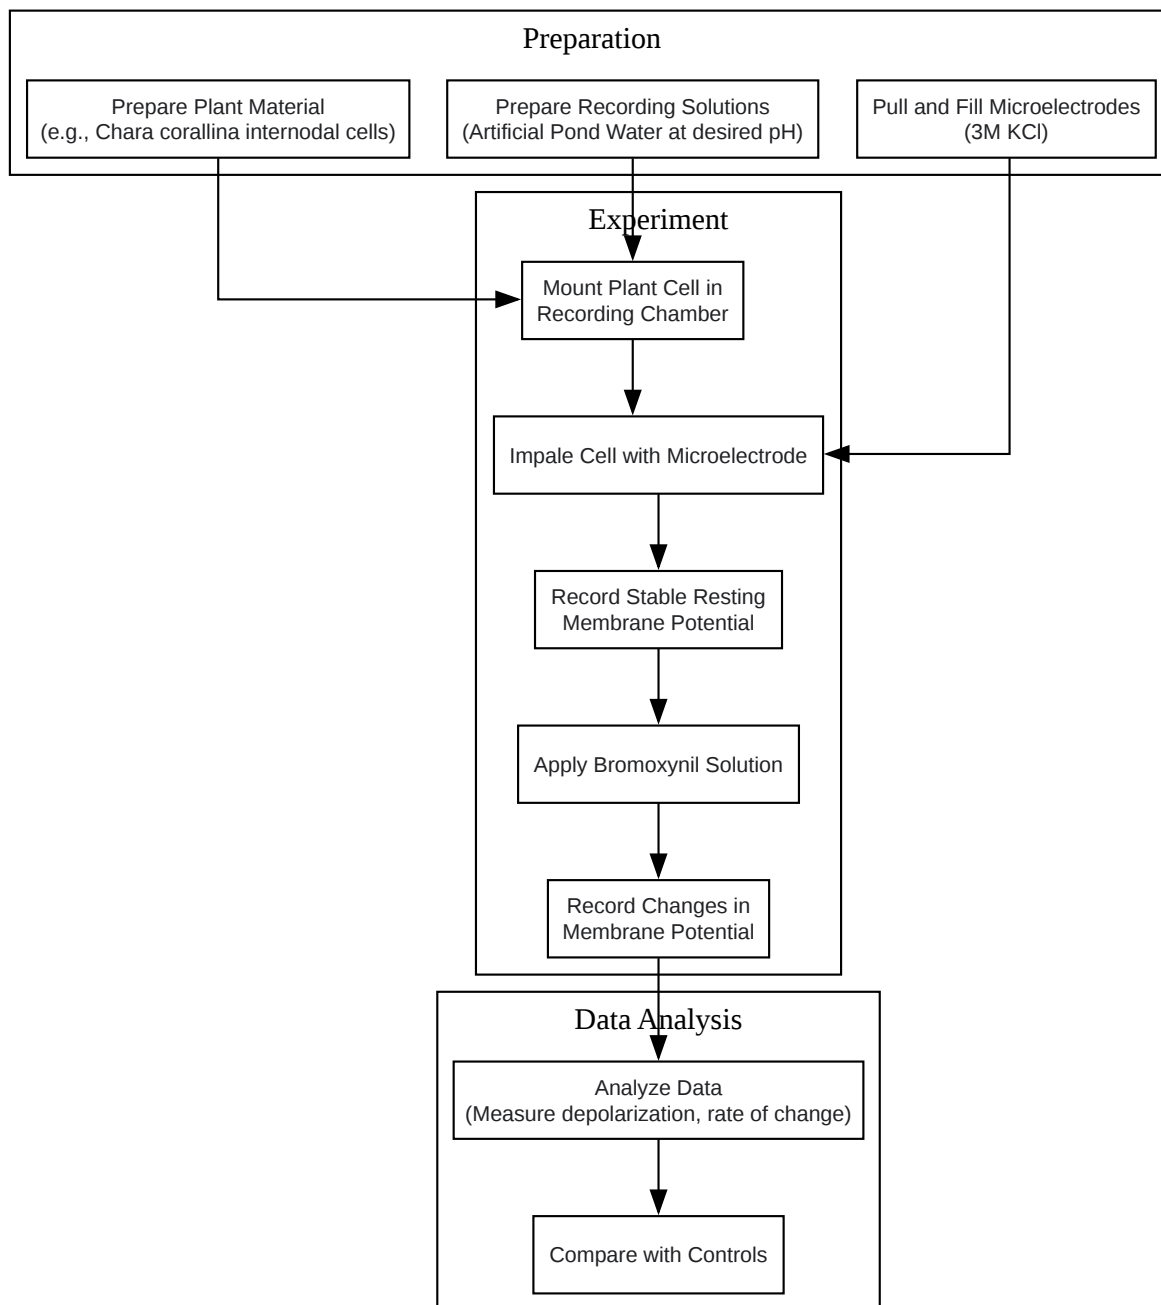 Preparation
Prepare Plant Material
(e.g., Chara corallina internodal cells)
Prepare Recording Solutions
(Artificial Pond Water at desired pH)
Pull and Fill Microelectrodes
(3M KCl)
Experiment
Mount Plant Cell in
Recording Chamber
Impale Cell with Microelectrode
Record Stable Resting
Membrane Potential
Apply Bromoxynil Solution
Record Changes in
Membrane Potential
Data Analysis
Analyze Data
(Measure depolarization, rate of change)
Compare with Controls